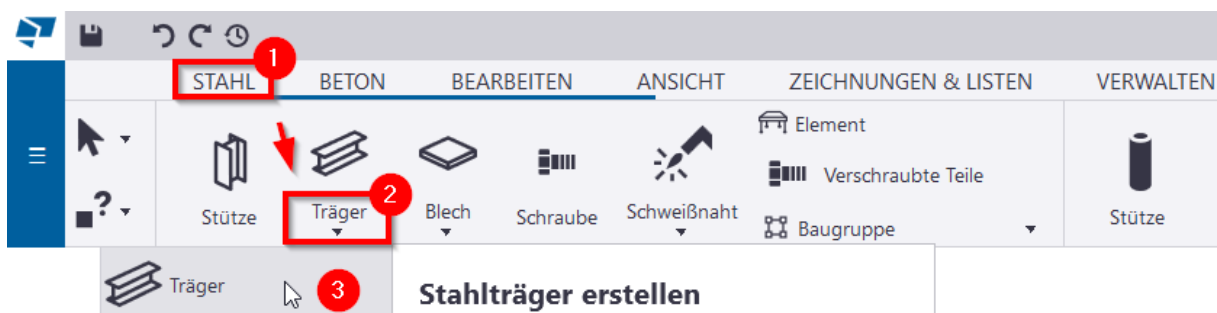 1
STAHL BETON BEARBEITEN ANSICHT ZEICHNUNGEN & LISTEN VERWALTEN
Element
Verschraubte Teile
Stütze Träger 2 Blech Schraube Schweißnaht Baugruppe Stütze
?
Träger 3 Stahlträger erstellen